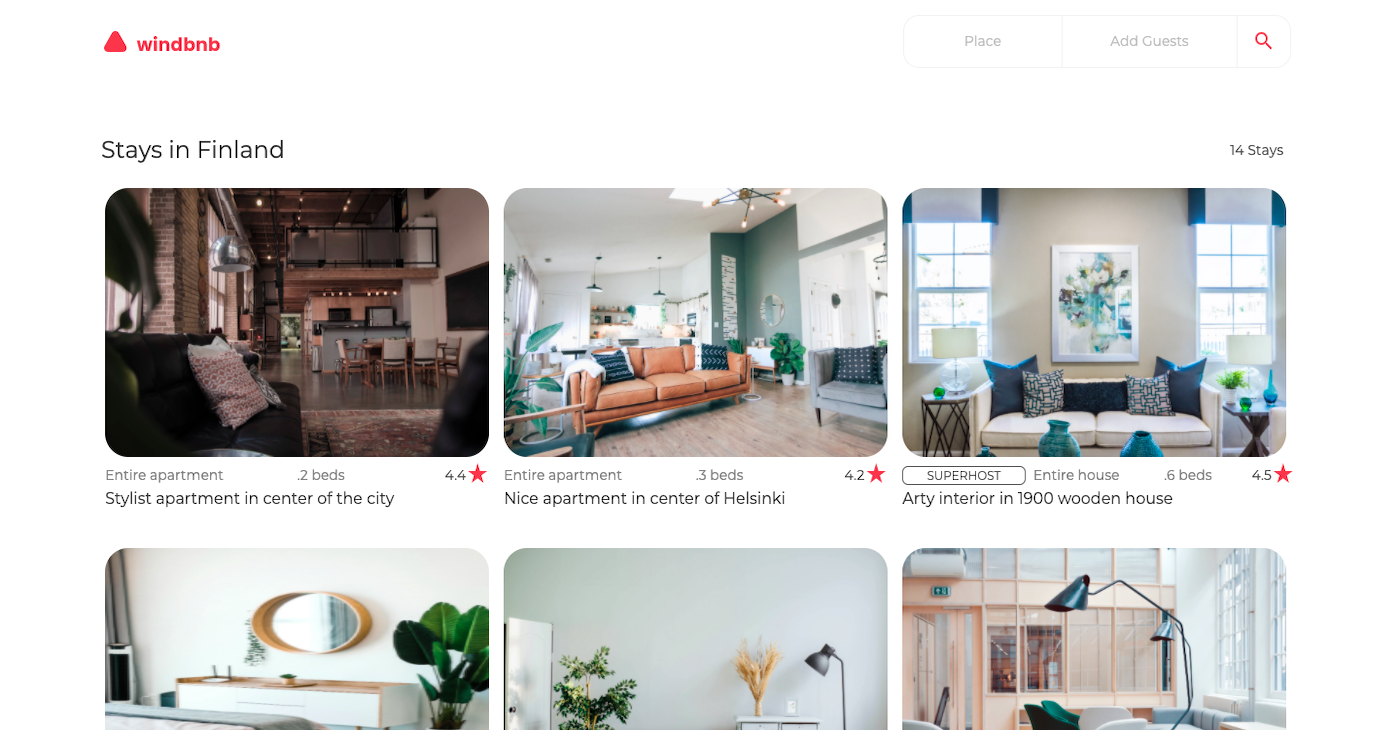 windbnb
Place Add Guests
Stays in Finland
14 Stays
Entire apartment .2 beds 4.4
Stylist apartment in center of the city
Entire apartment .3 beds 4.2
Nice apartment in center of Helsinki
SUPERHOST Entire house .6 beds 4.5
Arty interior in 1900 wooden house